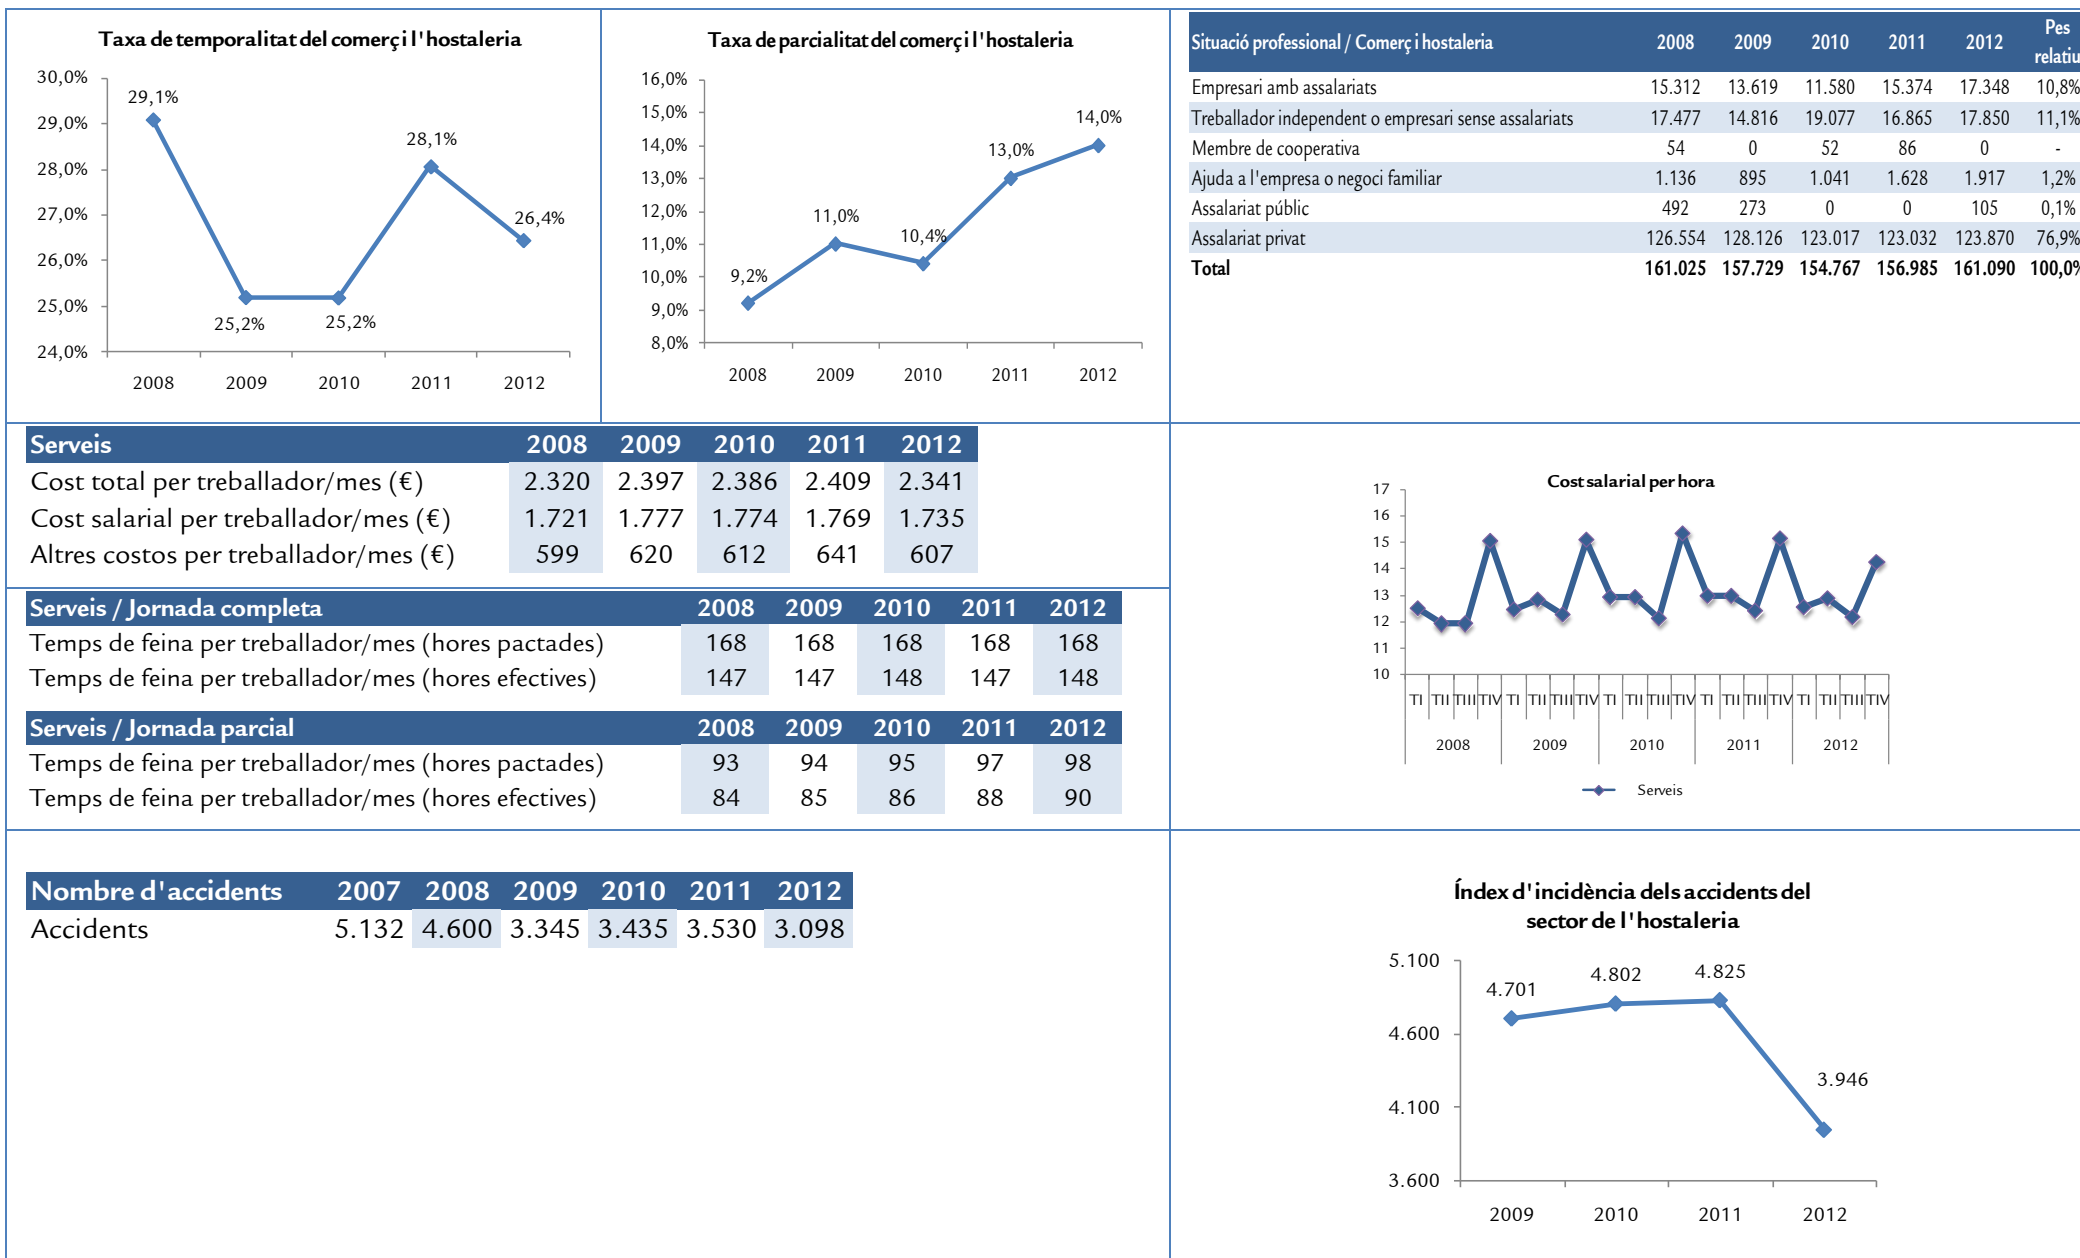 Taxa de temporalitat del comerç i l'hostaleria
30,0%
29,0%
28,0%
27,0%
26,0%
25,0%
24,0%
29,1%
25,2%
25,2%
28,1%
26,4%
2008 2009 2010 2011 2012
Taxa de parcialitat del comerç i l'hostaleria
16,0%
15,0%
14,0%
13,0%
12,0%
11,0%
10,0%
9,0%
8,0%
9,2%
11,0%
10,4%
13,0%
14,0%
2008 2009 2010 2011 2012
Situació professional / Comerç i hostaleria 2008 2009 2010 2011 2012 Pes relatiu
Empresari amb assalariats 15.312 13.619 11.580 15.374 17.348 10,8%
Treballador independent o empresari sense assalariats 17.477 14.816 19.077 16.865 17.850 11,1%
Membre de cooperativa 54 0 52 86 0 -
Ajuda a l'empresa o negoci familiar 1.136 895 1.041 1.628 1.917 1,2%
Assalariat públic 492 273 0 0 105 0,1%
Assalariat privat 126.554 128.126 123.017 123.032 123.870 76,9%
Total 161.025 157.729 154.767 156.985 161.090 100,0%
Serveis 2008 2009 2010 2011 2012
Cost total per treballador/mes (€) 2.320 2.397 2.386 2.409 2.341
Cost salarial per treballador/mes (€) 1.721 1.777 1.774 1.769 1.735
Altres costos per treballador/mes (€) 599 620 612 641 607
Serveis / Jornada completa 2008 2009 2010 2011 2012
Temps de feina per treballador/mes (hores pactades) 168 168 168 168 168
Temps de feina per treballador/mes (hores efectives) 147 147 148 147 148
Serveis / Jornada parcial 2008 2009 2010 2011 2012
Temps de feina per treballador/mes (hores pactades) 93 94 95 97 98
Temps de feina per treballador/mes (hores efectives) 84 85 86 88 90
Cost salarial per hora
17
16
15
14
13
12
11
10
TI TII TIII TIV TI TII TIII TIV TI TII TIII TIV TI TII TIII TIV TI TII TIII TIV
2008 2009 2010 2011 2012
Serveis
Nombre d'accidents 2007 2008 2009 2010 2011 2012
Accidents 5.132 4.600 3.345 3.435 3.530 3.098
Índex d'incidència dels accidents del
sector de l'hostaleria
5.100
4.600
4.100
3.600
4.701
4.802
4.825
3.946
2009 2010 2011 2012